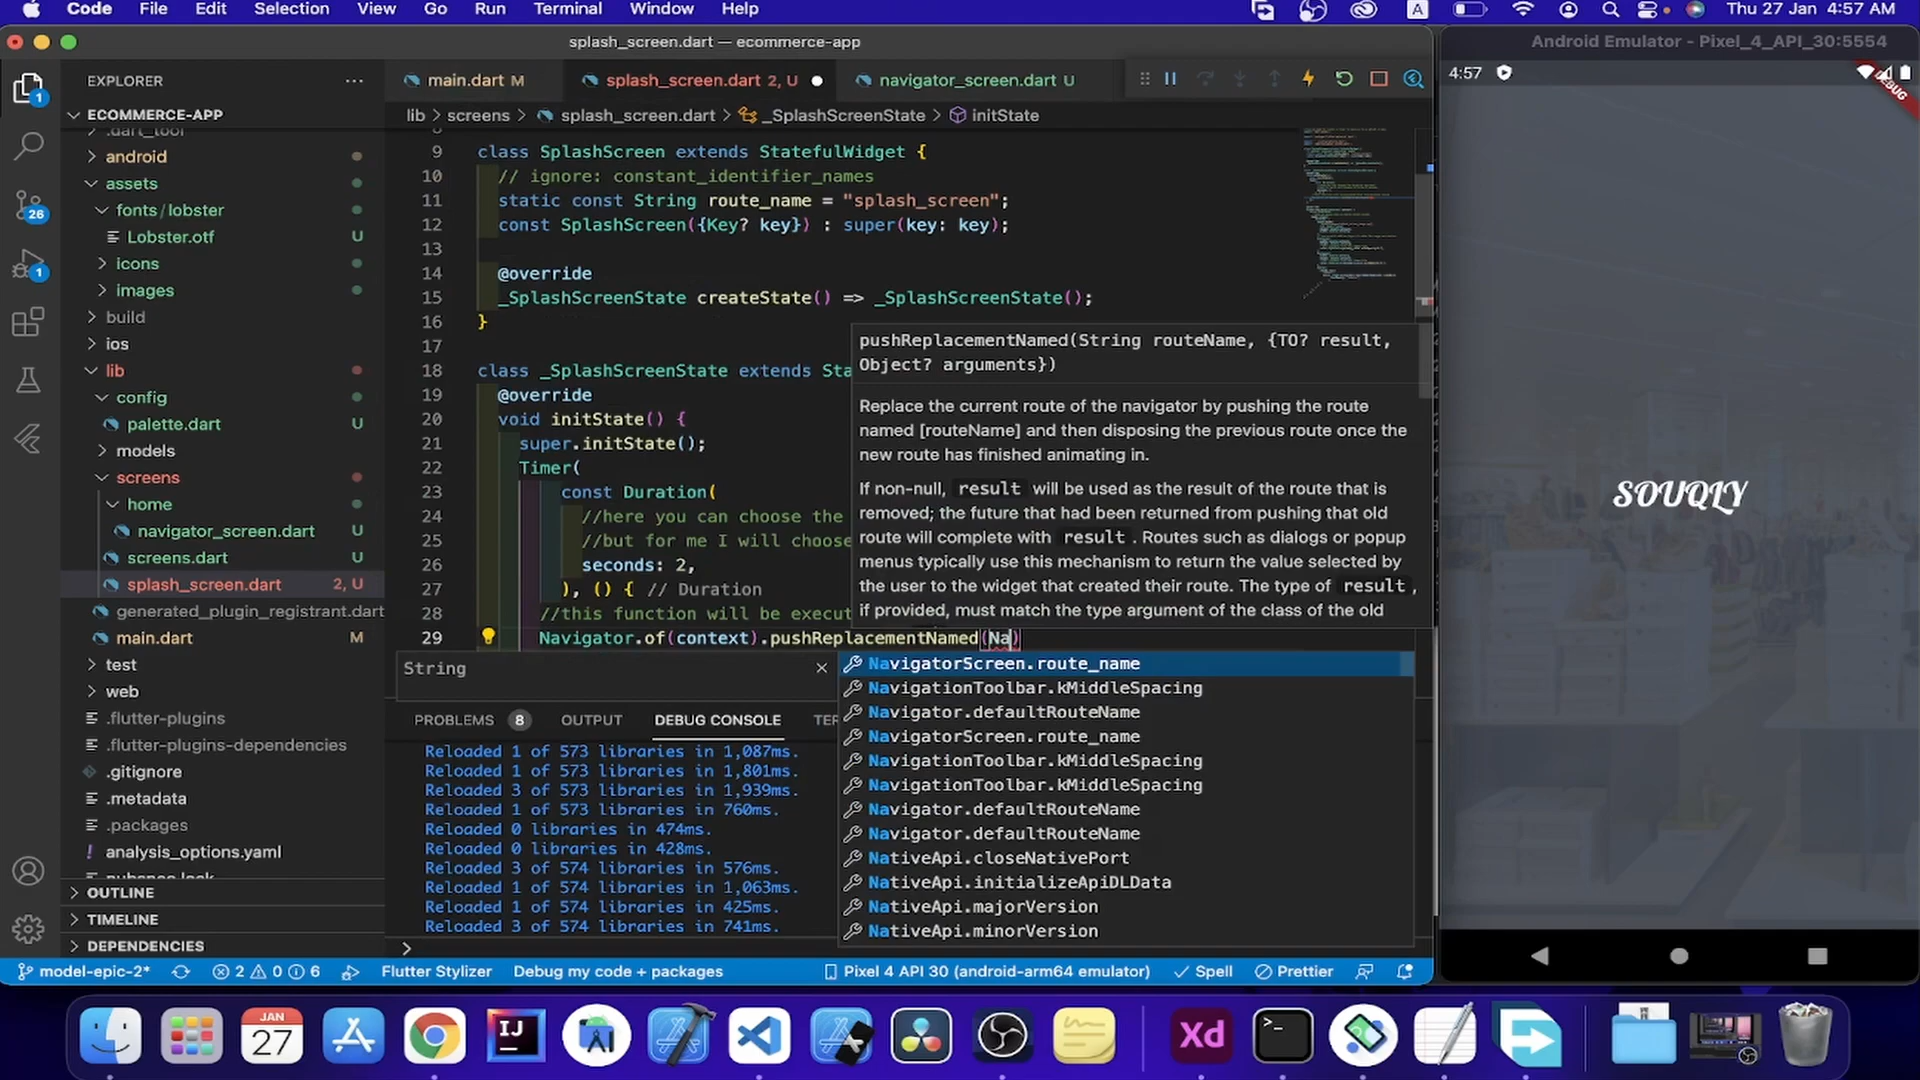 Code File Edit Selection View Go Run Terminal Window Help
A
Thu 27 Jan 4:57 AM
splash_screen.dart — ecommerce-app
Android Emulator - Pixel_4_API_30:5554
1
26
1
EXPLORER
ECOMMERCE-APP
.dart_tool
android
assets
fonts / lobster
Lobster.otf U
icons
images
build
ios
lib
config
palette.dart U
models
screens
home
navigator_screen.dart U
screens.dart U
splash_screen.dart 2, U
generated_plugin_registrant.dart
main.dart M
test
web
.flutter-plugins
.flutter-plugins-dependencies
.gitignore
.metadata
.packages
analysis_options.yaml
pubspec.lock
OUTLINE
TIMELINE
DEPENDENCIES
main.dart M
splash_screen.dart 2, U
navigator_screen.dart U
lib > screens > splash_screen.dart > _SplashScreenState > initState
9 class SplashScreen extends StatefulWidget {
10 // ignore: constant_identifier_names
11 static const String route_name = "splash_screen";
12 const SplashScreen({Key? key}) : super(key: key);
13
14 @override
15 _SplashScreenState createState() => _SplashScreenState();
16 }
17
18 class _SplashScreenState extends Sta
19 @override
20 void initState() {
21 super.initState();
22 Timer(
23 const Duration(
24 //here you can choose the
25 //but for me I will choose
26 seconds: 2,
27 ), () { // Duration
28 //this function will be execut
29 Navigator.of(context).pushReplacementNamed(Na)
pushReplacementNamed(String routeName, {TO? result,
Object? arguments})
Replace the current route of the navigator by pushing the route
named [routeName] and then disposing the previous route once the
new route has finished animating in.
If non-null, result will be used as the result of the route that is
removed; the future that had been returned from pushing that old
route will complete with result . Routes such as dialogs or popup
menus typically use this mechanism to return the value selected by
the user to the widget that created their route. The type of result ,
if provided, must match the type argument of the class of the old
String
NavigatorScreen.route_name
NavigationToolbar.kMiddleSpacing
Navigator.defaultRouteName
NavigatorScreen.route_name
NavigationToolbar.kMiddleSpacing
NavigationToolbar.kMiddleSpacing
Navigator.defaultRouteName
Navigator.defaultRouteName
NativeApi.closeNativePort
NativeApi.initializeApiDLData
NativeApi.majorVersion
NativeApi.minorVersion
PROBLEMS 8 OUTPUT DEBUG CONSOLE TER
Reloaded 1 of 573 libraries in 1,087ms.
Reloaded 1 of 573 libraries in 1,801ms.
Reloaded 3 of 573 libraries in 1,939ms.
Reloaded 1 of 573 libraries in 760ms.
Reloaded 0 libraries in 474ms.
Reloaded 0 libraries in 428ms.
Reloaded 3 of 574 libraries in 576ms.
Reloaded 1 of 574 libraries in 1,063ms.
Reloaded 1 of 574 libraries in 425ms.
Reloaded 3 of 574 libraries in 741ms.
model-epic-2* 2 0 6 Flutter Stylizer Debug my code + packages Pixel 4 API 30 (android-arm64 emulator) Spell Prettier
4:57
DEBUG
SOUQLY
JAN
27
IJ
Xd